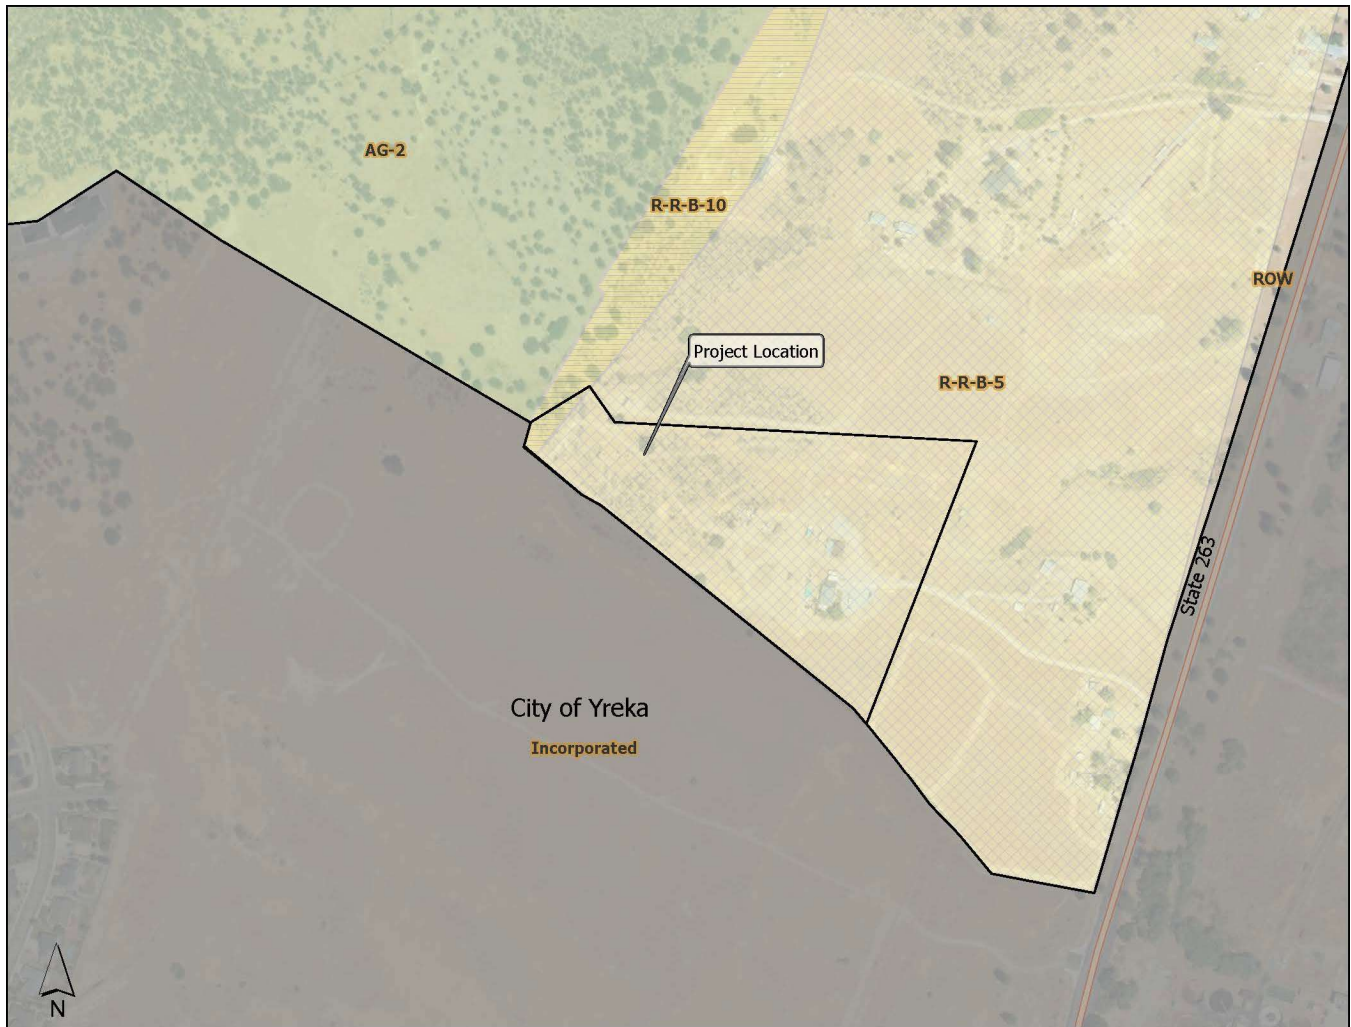 AG-2
R-R-B-10
ROW
Project Location
R-R-B-5
State 263
City of Yreka
Incorporated
N